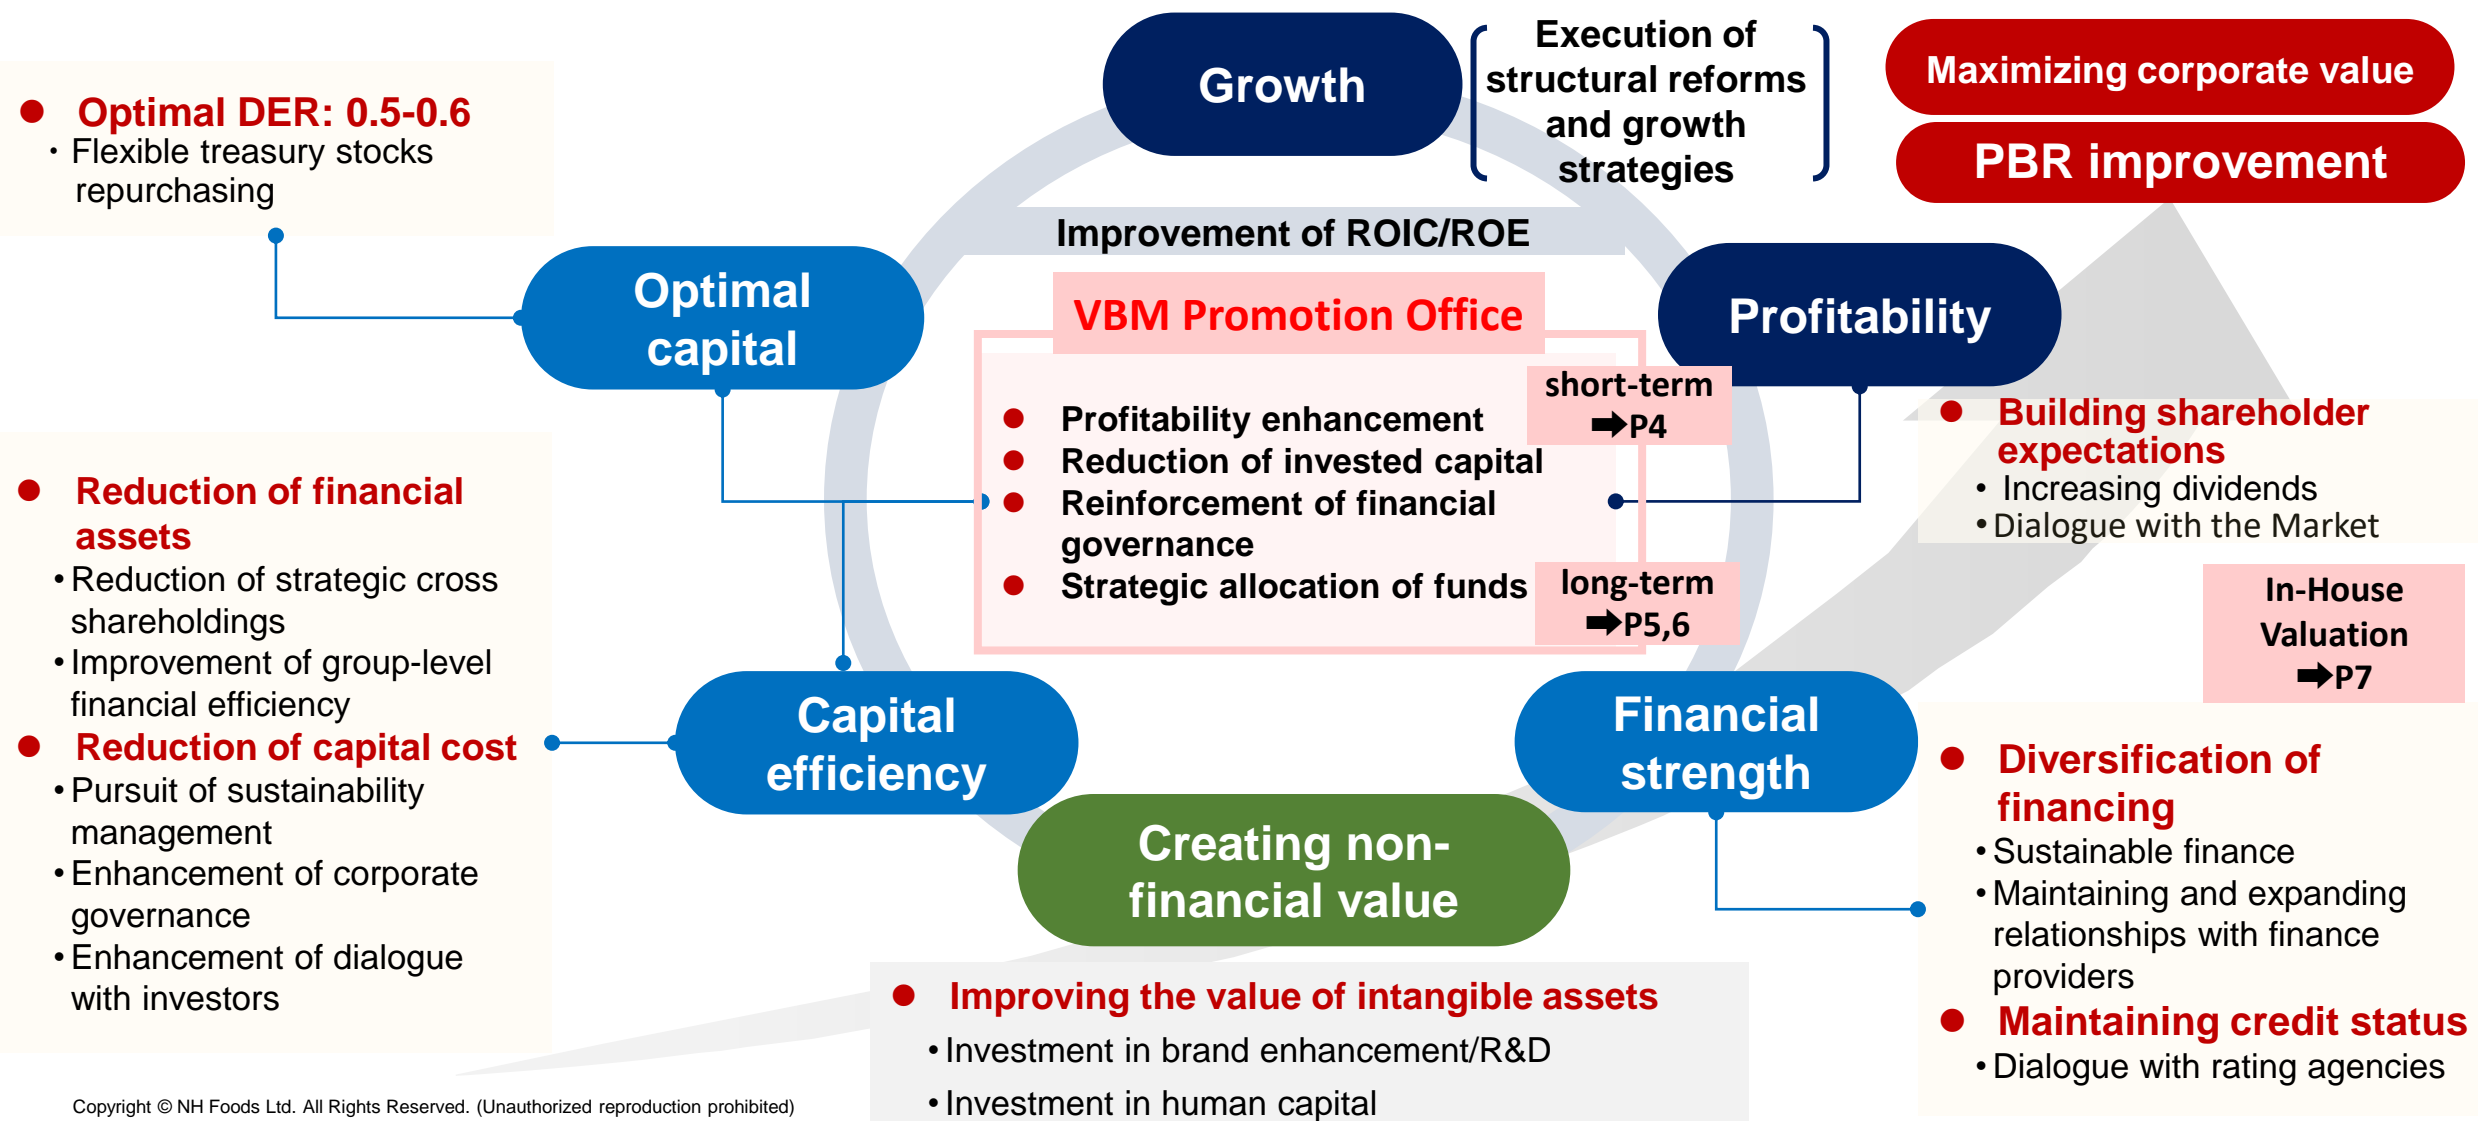 Growth
Execution of
structural reforms
and growth
strategies
Maximizing corporate value
PBR improvement
● Optimal DER: 0.5-0.6
・Flexible treasury stocks
repurchasing
Improvement of ROIC/ROE
Optimal
capital
VBM Promotion Office
Profitability
● Profitability enhancement
● Reduction of invested capital
● Reinforcement of financial
governance
● Strategic allocation of funds
short-term
➡P4
long-term
➡P5,6
● Building shareholder
expectations
• Increasing dividends
• Dialogue with the Market
In-House
Valuation
➡P7
● Reduction of financial
assets
• Reduction of strategic cross
shareholdings
• Improvement of group-level
financial efficiency
● Reduction of capital cost
• Pursuit of sustainability
management
• Enhancement of corporate
governance
• Enhancement of dialogue
with investors
Capital
efficiency
Financial
strength
Creating non-
financial value
● Diversification of
financing
• Sustainable finance
• Maintaining and expanding
relationships with finance
providers
● Maintaining credit status
• Dialogue with rating agencies
● Improving the value of intangible assets
• Investment in brand enhancement/R&D
• Investment in human capital
Copyright © NH Foods Ltd. All Rights Reserved. (Unauthorized reproduction prohibited)